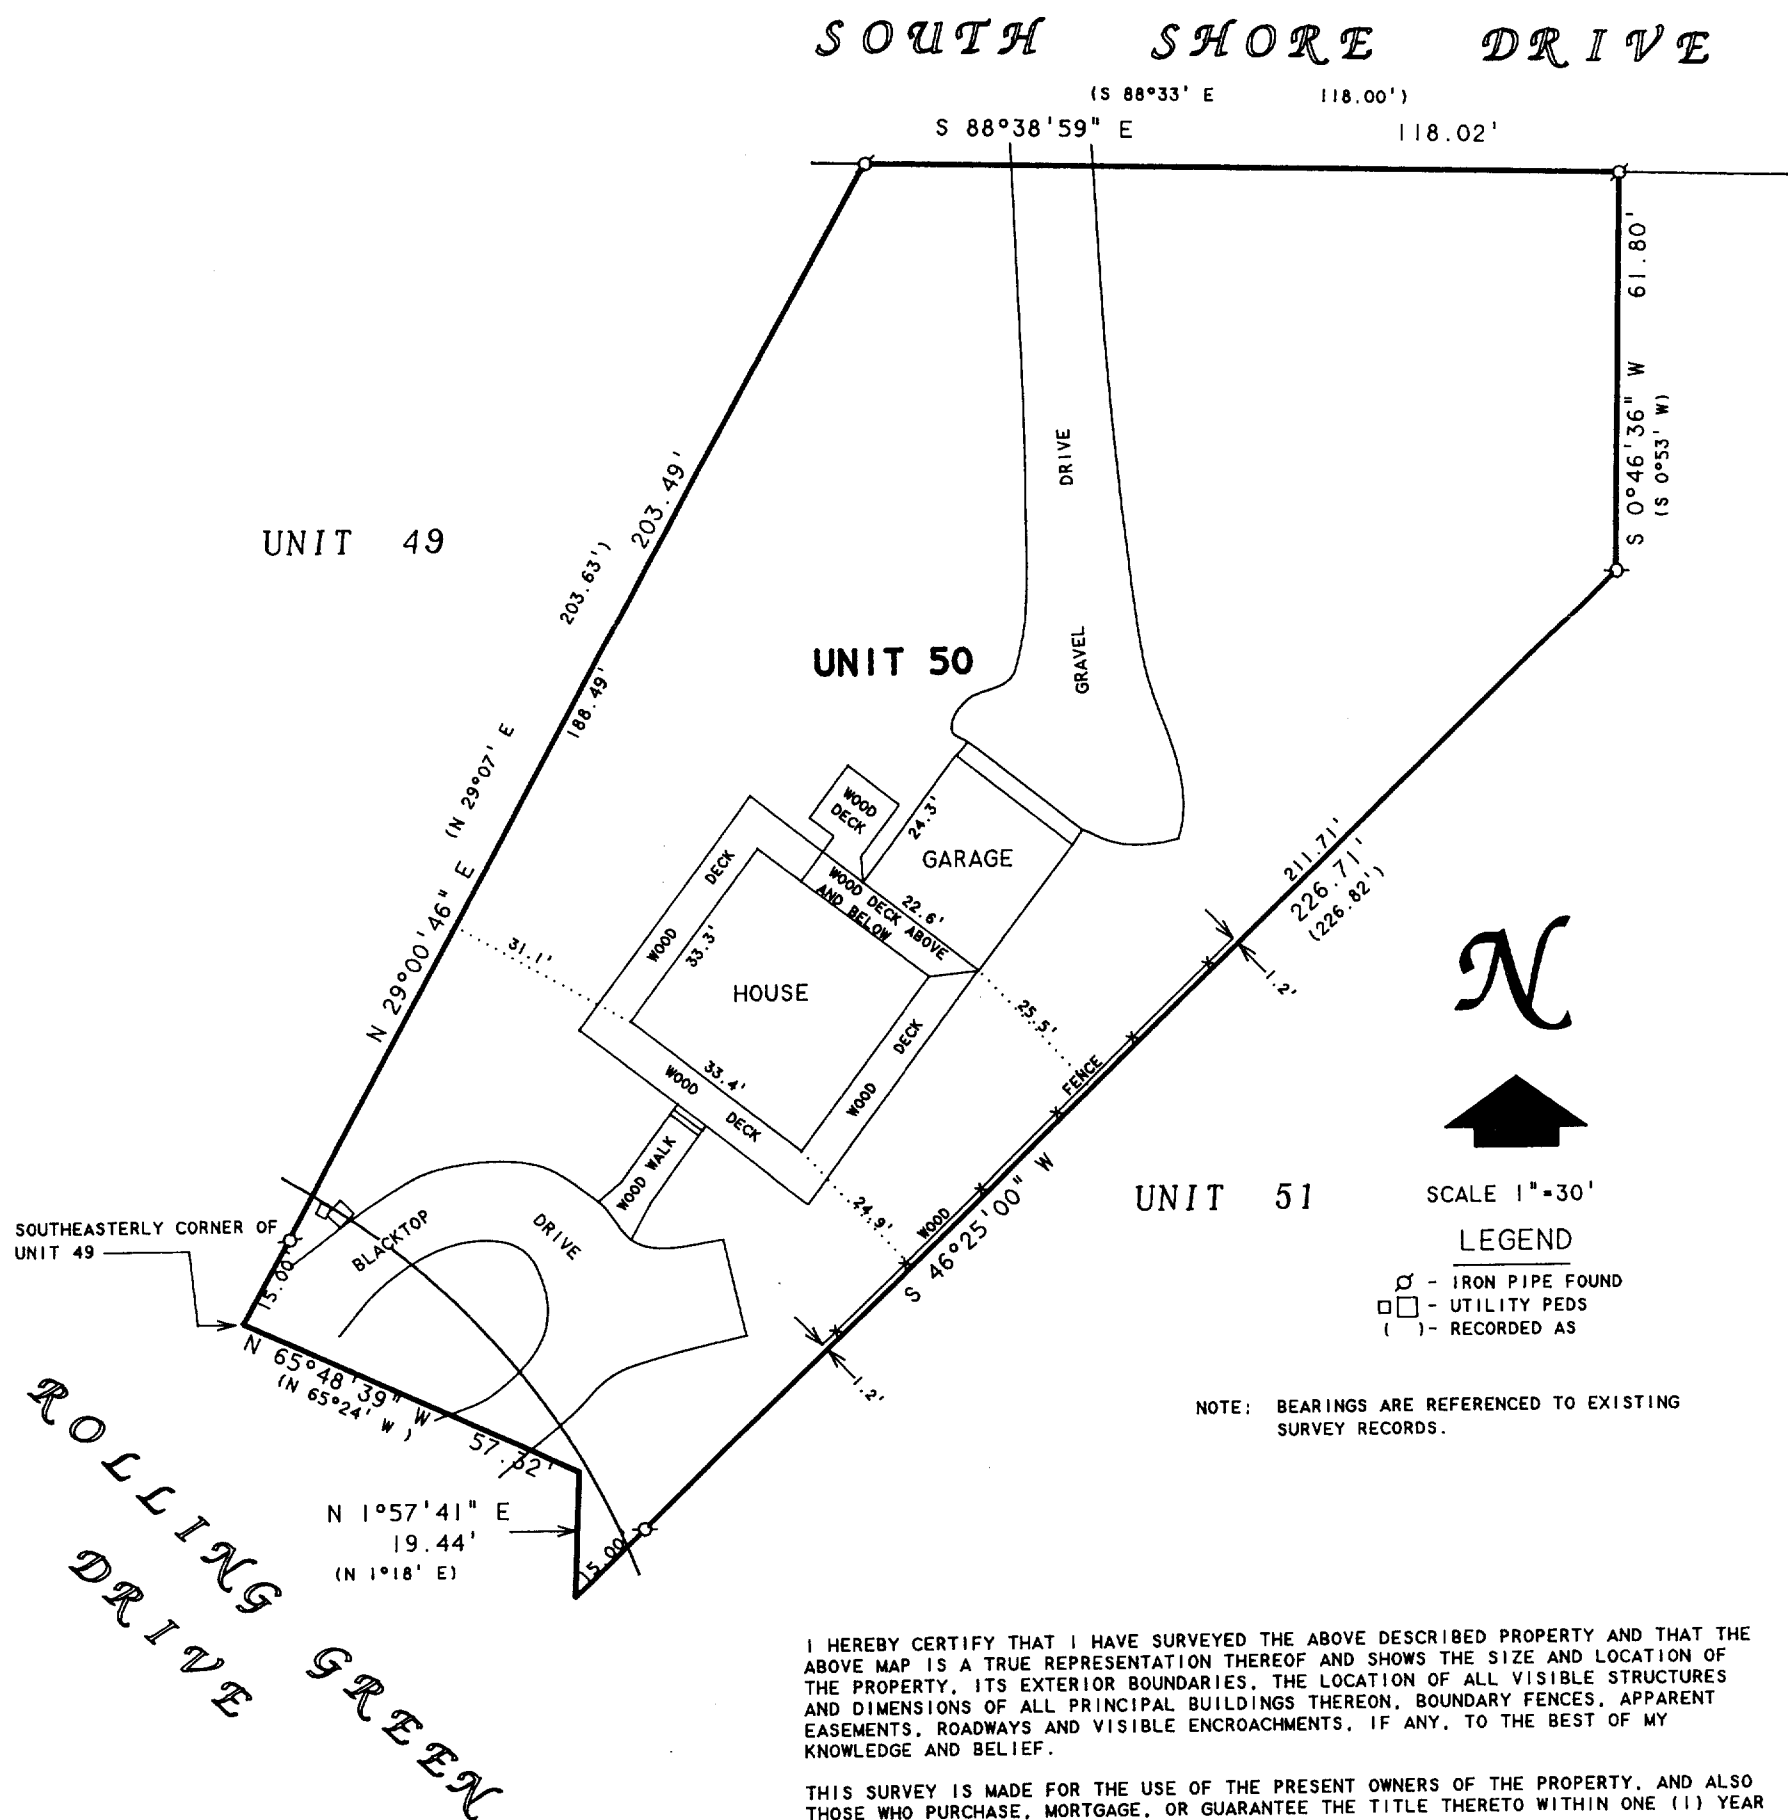 SOUTH SHORE DRIVE
(S 88°33' E 118.00')
S 88°38'59" E 118.02'
61.80'
S 0°46'36" W
(S 0°53' W)
203.49'
(203.63')
188.49'
N 29°00'46" E
(N 29°07' E
UNIT 49
UNIT 50
DRIVE
GRAVEL
WOOD
DECK
24.3'
GARAGE
22.6'
WOOD DECK ABOVE
AND BELOW
WOOD DECK
33.3'
HOUSE
33.4'
WOOD DECK
WOOD DECK
31.1'
25.5'
24.9'
WOOD FENCE
1.2'
1.2'
211.71'
226.71'
(226.82')
S 46°25'00" W
WOOD WALK
BLACKTOP DRIVE
UNIT 51
N
SCALE 1"=30'
LEGEND
- IRON PIPE FOUND
- UTILITY PEDS
( )- RECORDED AS
NOTE: BEARINGS ARE REFERENCED TO EXISTING
SURVEY RECORDS.
SOUTHEASTERLY CORNER OF
UNIT 49
15.00'
N 65°48'39" W 57.32'
(N 65°24' W )
N 1°57'41" E
19.44'
(N 1°18' E)
15.00'
ROLLING GREEN
DRIVE
I HEREBY CERTIFY THAT I HAVE SURVEYED THE ABOVE DESCRIBED PROPERTY AND THAT THE
ABOVE MAP IS A TRUE REPRESENTATION THEREOF AND SHOWS THE SIZE AND LOCATION OF
THE PROPERTY, ITS EXTERIOR BOUNDARIES, THE LOCATION OF ALL VISIBLE STRUCTURES
AND DIMENSIONS OF ALL PRINCIPAL BUILDINGS THEREON, BOUNDARY FENCES, APPARENT
EASEMENTS, ROADWAYS AND VISIBLE ENCROACHMENTS, IF ANY, TO THE BEST OF MY
KNOWLEDGE AND BELIEF.
THIS SURVEY IS MADE FOR THE USE OF THE PRESENT OWNERS OF THE PROPERTY, AND ALSO
THOSE WHO PURCHASE, MORTGAGE, OR GUARANTEE THE TITLE THERETO WITHIN ONE (1) YEAR